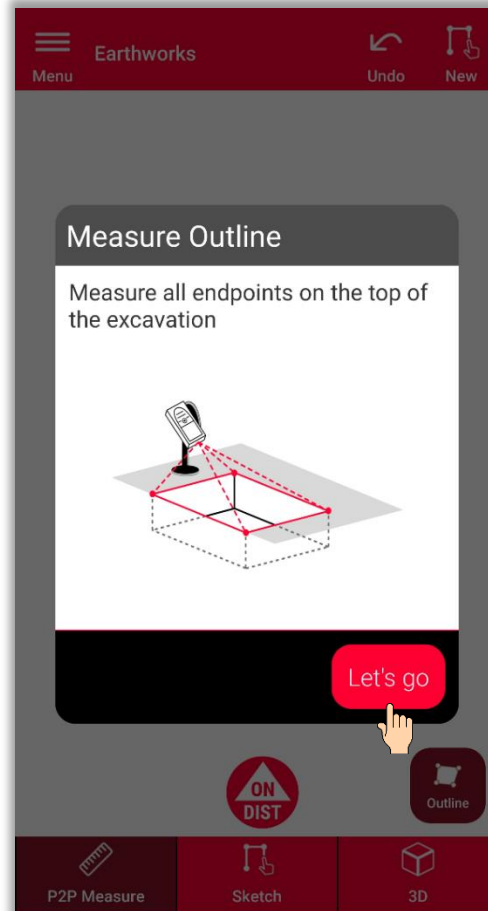 Earthworks
Menu
Undo
New
Measure Outline
Measure all endpoints on the top of
the excavation
Let's go
ON
DIST
Outline
P2P Measure
Sketch
3D